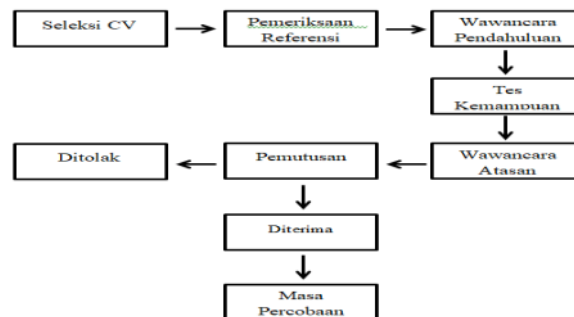 Seleksi CV
Pemeriksaan
Referensi
Wawancara
Pendahuluan
Tes
Kemampuan
Wawancara
Atasan
Pemutusan
Ditolak
Diterima
Masa
Percobaan